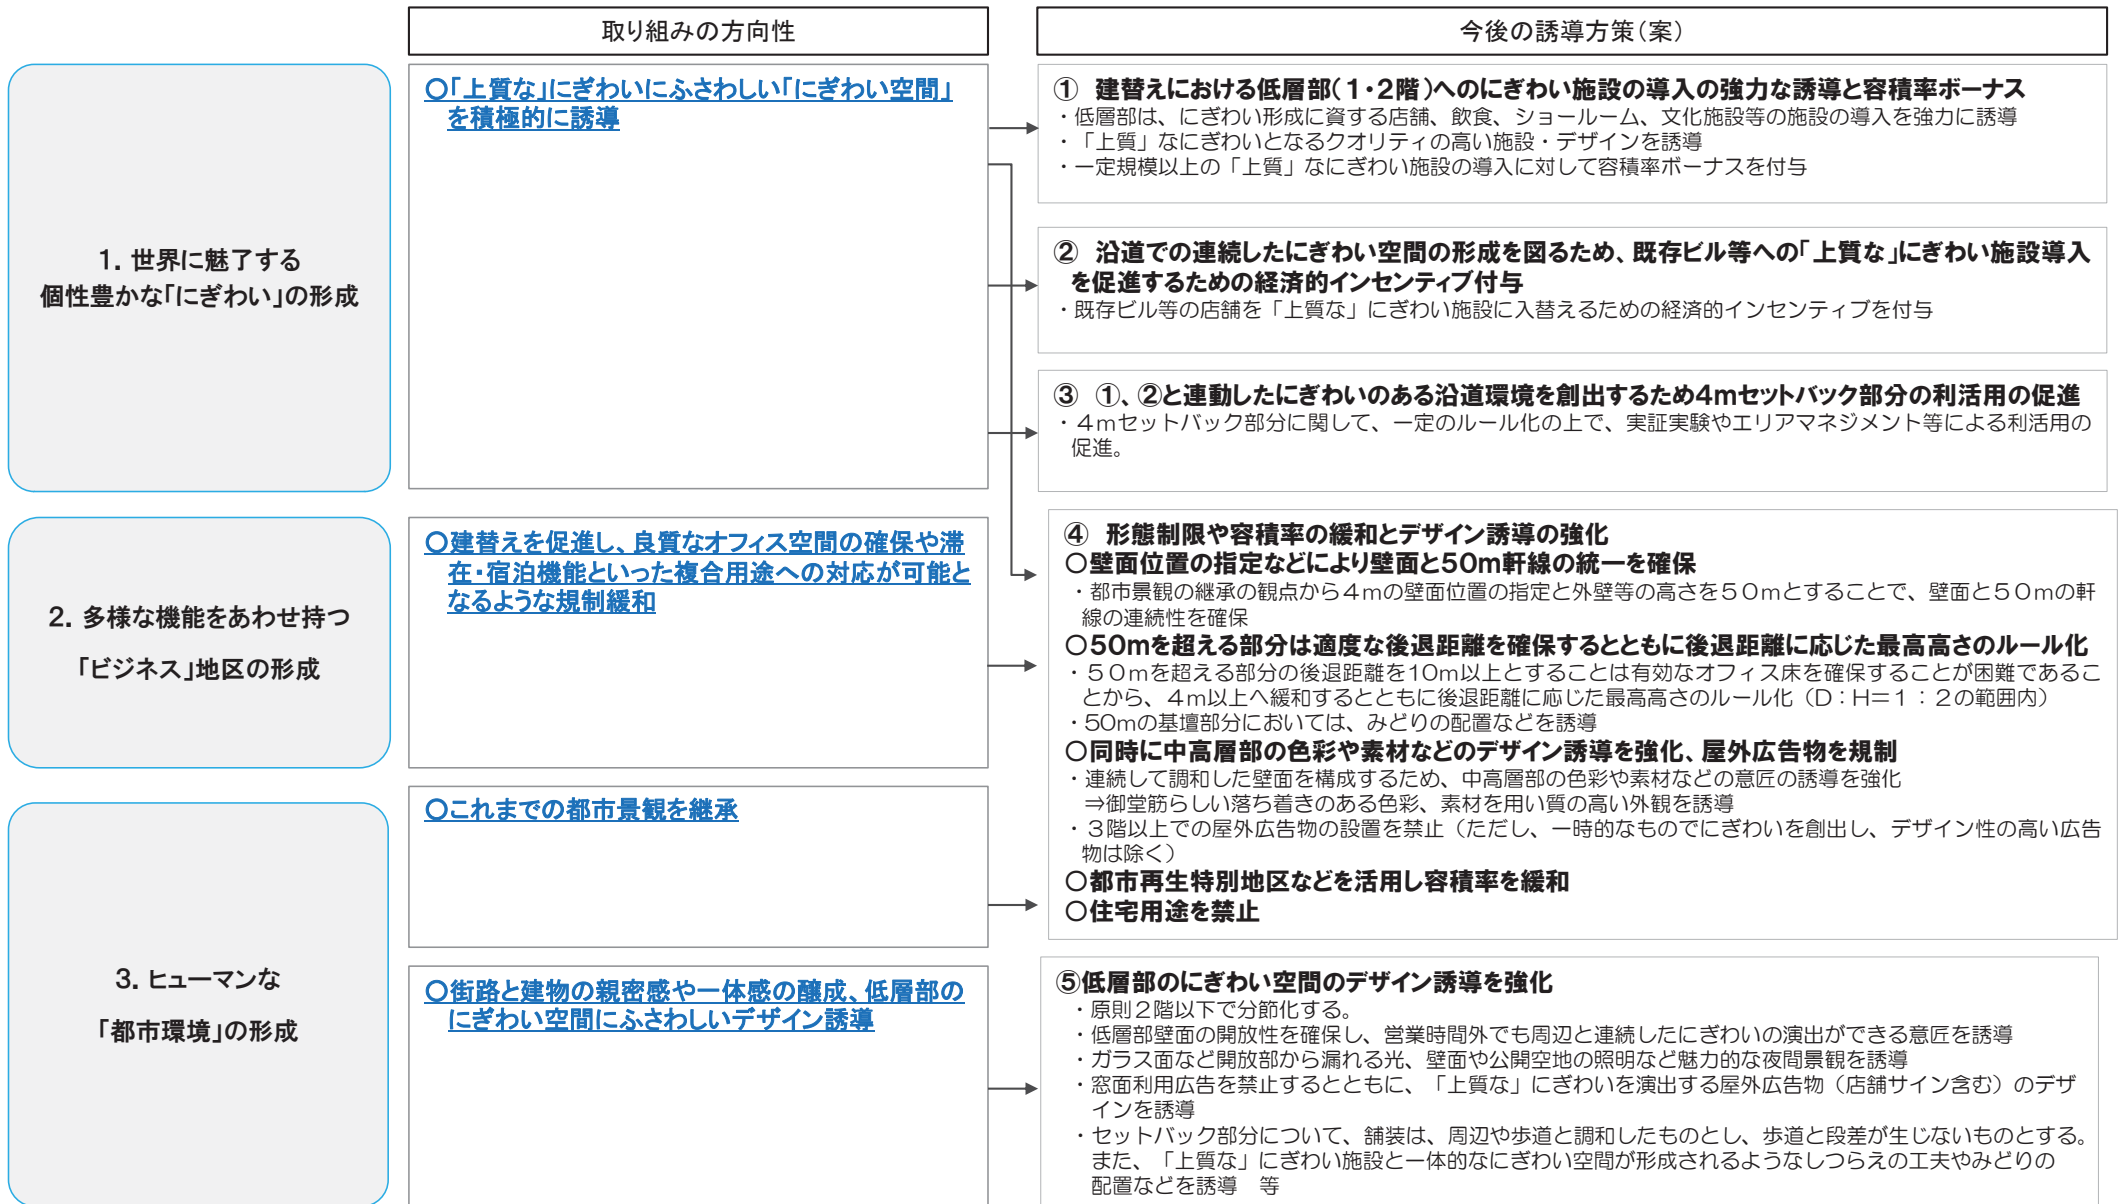 取り組みの方向性
今後の誘導方策(案)
1. 世界に魅了する
個性豊かな「にぎわい」の形成
〇「上質な」にぎわいにふさわしい「にぎわい空間」
を積極的に誘導
① 建替えにおける低層部(1・2階)へのにぎわい施設の導入の強力な誘導と容積率ボーナス
・低層部は、にぎわい形成に資する店舗、飲食、ショールーム、文化施設等の施設の導入を強力に誘導
・「上質」なにぎわいとなるクオリティの高い施設・デザインを誘導
・一定規模以上の「上質」なにぎわい施設の導入に対して容積率ボーナスを付与
② 沿道での連続したにぎわい空間の形成を図るため、既存ビル等への「上質な」にぎわい施設導入
を促進するための経済的インセンティブ付与
・既存ビル等の店舗を「上質な」にぎわい施設に入替えるための経済的インセンティブを付与
③ ①、②と連動したにぎわいのある沿道環境を創出するため4mセットバック部分の利活用の促進
・4mセットバック部分に関して、一定のルール化の上で、実証実験やエリアマネジメント等による利活用の
促進。
2. 多様な機能をあわせ持つ
「ビジネス」地区の形成
〇建替えを促進し、良質なオフィス空間の確保や滞
在・宿泊機能といった複合用途への対応が可能と
なるような規制緩和
④ 形態制限や容積率の緩和とデザイン誘導の強化
〇壁面位置の指定などにより壁面と50m軒線の統一を確保
・都市景観の継承の観点から4mの壁面位置の指定と外壁等の高さを50mとすることで、壁面と50mの軒
線の連続性を確保
〇50mを超える部分は適度な後退距離を確保するとともに後退距離に応じた最高高さのルール化
・50mを超える部分の後退距離を10m以上とすることは有効なオフィス床を確保することが困難であるこ
とから、4m以上へ緩和するとともに後退距離に応じた最高高さのルール化(D:H=1:2の範囲内)
・50mの基壇部分においては、みどりの配置などを誘導
〇同時に中高層部の色彩や素材などのデザイン誘導を強化、屋外広告物を規制
・連続して調和した壁面を構成するため、中高層部の色彩や素材などの意匠の誘導を強化
⇒御堂筋らしい落ち着きのある色彩、素材を用い質の高い外観を誘導
・3階以上での屋外広告物の設置を禁止(ただし、一時的なものでにぎわいを創出し、デザイン性の高い広告
物は除く)
〇都市再生特別地区などを活用し容積率を緩和
〇住宅用途を禁止
3. ヒューマンな
「都市環境」の形成
〇これまでの都市景観を継承
〇街路と建物の親密感や一体感の醸成、低層部の
にぎわい空間にふさわしいデザイン誘導
⑤低層部のにぎわい空間のデザイン誘導を強化
・原則2階以下で分節化する。
・低層部壁面の開放性を確保し、営業時間外でも周辺と連続したにぎわいの演出ができる意匠を誘導
・ガラス面など開放部から漏れる光、壁面や公開空地の照明など魅力的な夜間景観を誘導
・窓面利用広告を禁止するとともに、「上質な」にぎわいを演出する屋外広告物(店舗サイン含む)のデザ
インを誘導
・セットバック部分について、舗装は、周辺や歩道と調和したものとし、歩道と段差が生じないものとする。
また、「上質な」にぎわい施設と一体的なにぎわい空間が形成されるようなしつらえの工夫やみどりの
配置などを誘導 等